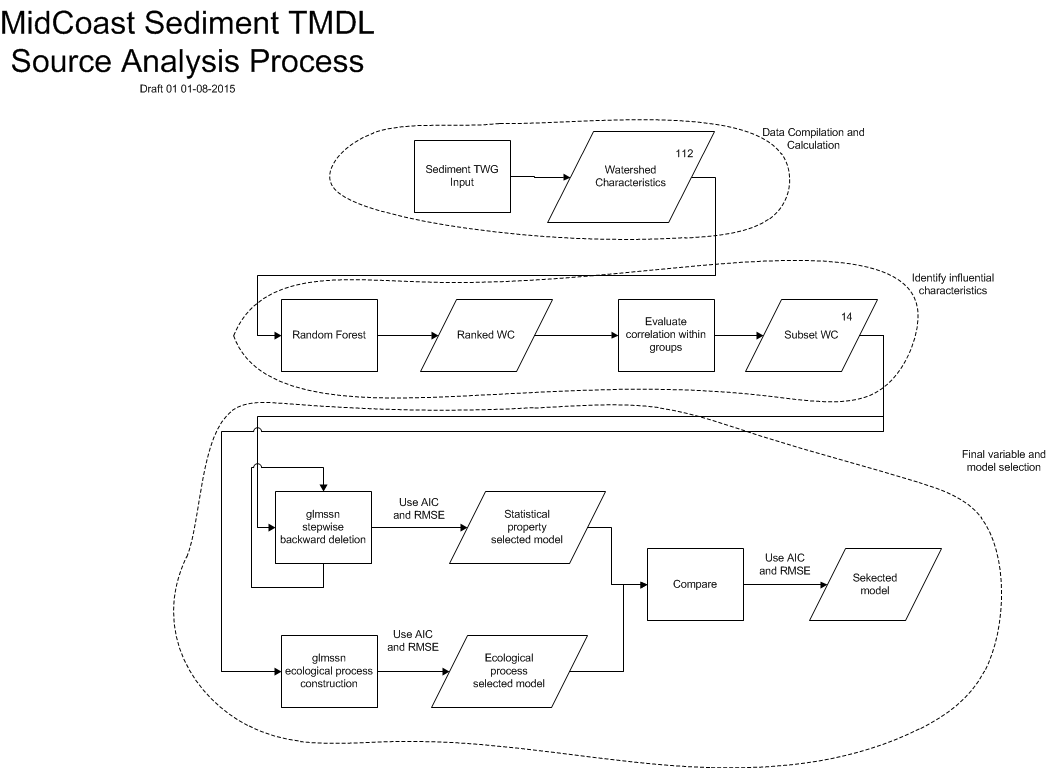 MidCoast Sediment TMDL
Source Analysis Process
Draft 01 01-08-2015
Data Compilation and
Calculation
Sediment TWG
Input
112
Watershed
Characteristics
Identify influential
characteristics
Random Forest
Ranked WC
Evaluate
correlation within
groups
14
Subset WC
Final variable and
model selection
glmssn
stepwise
backward deletion
Use AIC
and RMSE
Statistical
property
selected model
Compare
Use AIC
and RMSE
Sekected
model
glmssn
ecological process
construction
Use AIC
and RMSE
Ecological
process
selected model